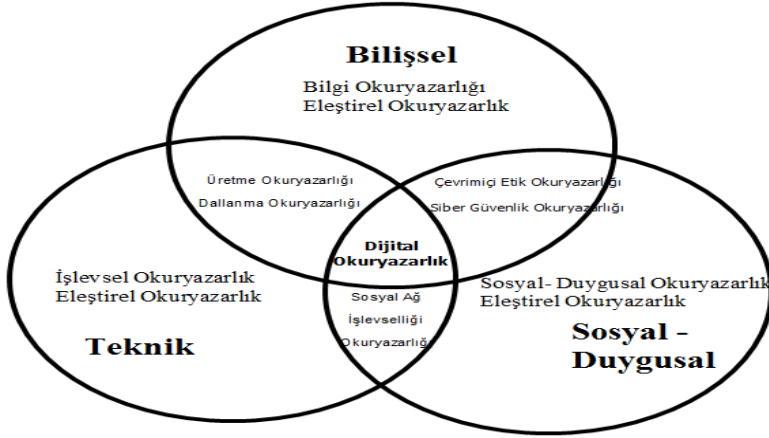 Bilişsel
Bilgi Okuryazarlığı
Eleştirel Okuryazarlık
Üretme Okuryazarlığı
Dallanma Okuryazarlığı
Çevrimiçi Etik Okuryazarlığı
Siber Güvenlik Okuryazarlığı
Dijital
Okuryazarlık
İşlevsel Okuryazarlık
Eleştirel Okuryazarlık
Teknik
Sosyal Ağ
İşlevselliği
Okuryazarlığı
Sosyal- Duygusal Okuryazarlık
Eleştirel Okuryazarlık
Sosyal -
Duygusal